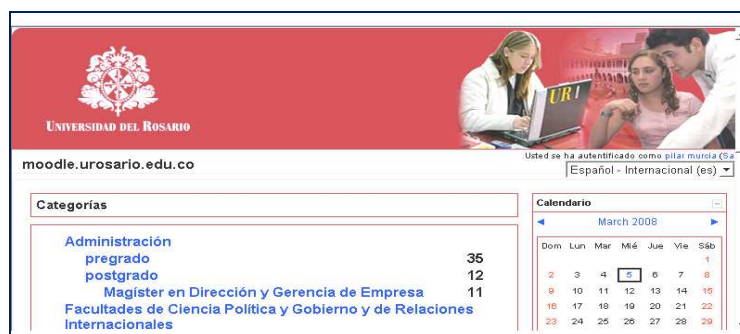 UNIVERSIDAD DEL ROSARIO
UR
moodle.urosario.edu.co
Usted se ha autentificado como pilar murcia (Sa
Español - Internacional (es)
Categorías
Administración
pregrado 35
postgrado 12
Magíster en Dirección y Gerencia de Empresa 11
Facultades de Ciencia Política y Gobierno y de Relaciones
Internacionales
Calendario
March 2008
Dom Lun Mar Mié Jue Vie Sáb
1
2 3 4 5 6 7 8
9 10 11 12 13 14 15
16 17 18 19 20 21 22
23 24 25 26 27 28 29